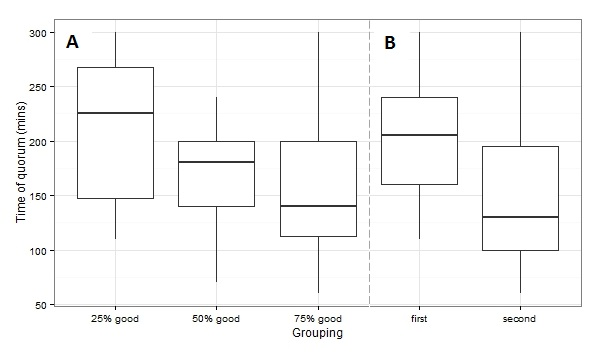 A
B
300
250
200
150
100
50
Time of quorum (mins)
25% good
50% good
75% good
first
second
Grouping